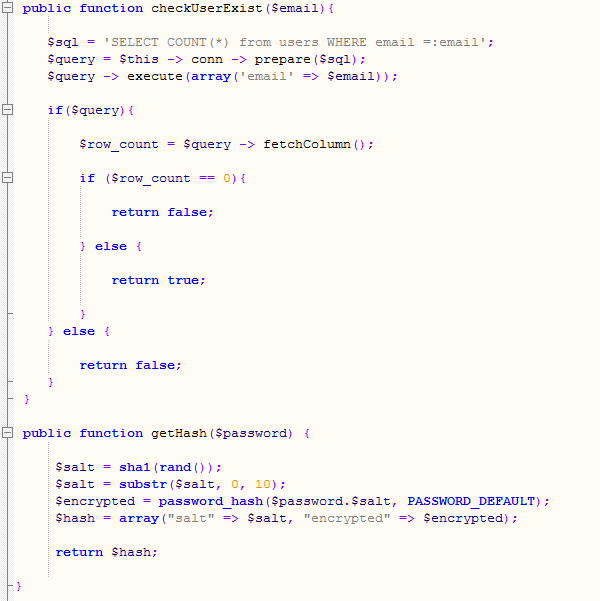 public function checkUserExist($email){
$sql = 'SELECT COUNT(*) from users WHERE email =:email';
$query = $this -> conn -> prepare($sql);
$query -> execute(array('email' => $email));
if($query){
$row_count = $query -> fetchColumn();
if ($row_count == 0){
return false;
} else {
return true;
}
} else {
return false;
}
}
public function getHash($password) {
$salt = sha1(rand());
$salt = substr($salt, 0, 10);
$encrypted = password_hash($password.$salt, PASSWORD_DEFAULT);
$hash = array("salt" => $salt, "encrypted" => $encrypted);
return $hash;
}